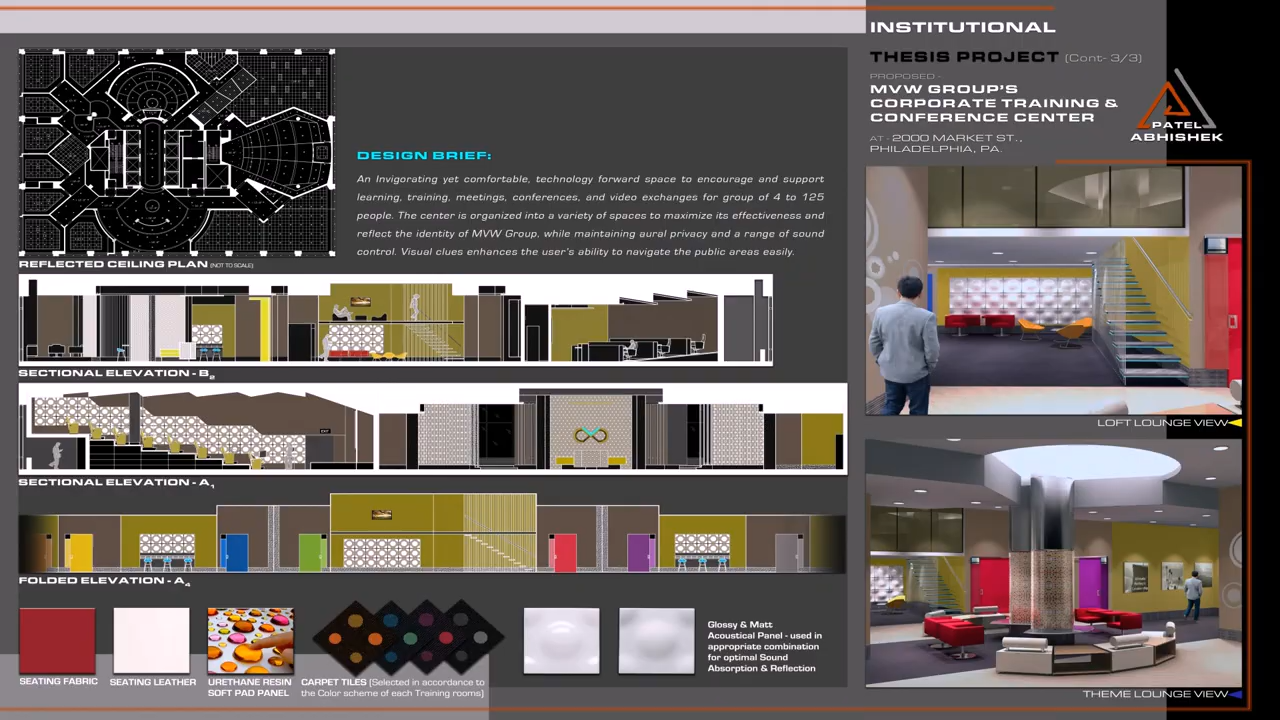 INSTITUTIONAL
THESIS PROJECT (Cont- 3/3)
PROPOSED -
MVW GROUP'S
CORPORATE TRAINING &
CONFERENCE CENTER
AT - 2000 MARKET ST.,
PHILADELPHIA, PA.
PATEL
ABHISHEK
DESIGN BRIEF:
An Invigorating yet comfortable, technology forward space to encourage and support
learning, training, meetings, conferences, and video exchanges for group of 4 to 125
people. The center is organized into a variety of spaces to maximize its effectiveness and
reflect the identity of MVW Group, while maintaining aural privacy and a range of sound
control. Visual clues enhances the user's ability to navigate the public areas easily.
REFLECTED CEILING PLAN (NOT TO SCALE)
SECTIONAL ELEVATION - B2
EXIT
SECTIONAL ELEVATION - A1
FOLDED ELEVATION - A4
LOFT LOUNGE VIEW
THEME LOUNGE VIEW
SEATING FABRIC
SEATING LEATHER
URETHANE RESIN
SOFT PAD PANEL
CARPET TILES (Selected in accordance to
the Color scheme of each Training rooms)
Glossy & Matt
Acoustical Panel - used in
appropriate combination
for optimal Sound
Absorption & Reflection